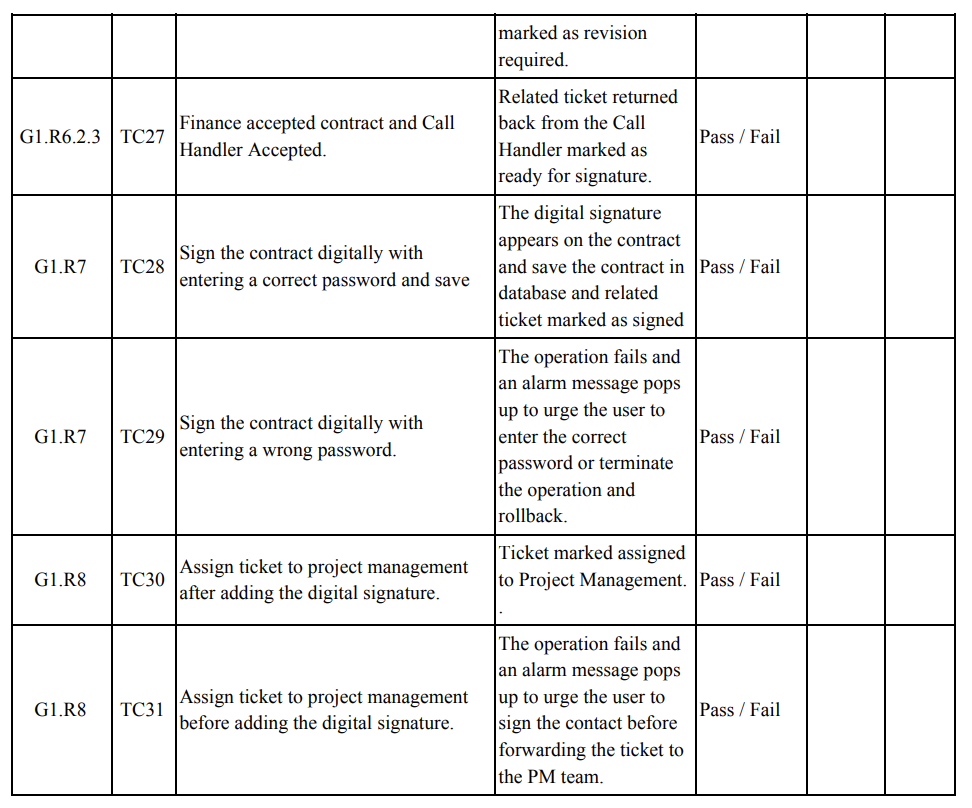 marked as revision
required.
G1.R6.2.3 TC27 Finance accepted contract and Call
Handler Accepted.
Related ticket returned
back from the Call
Handler marked as
ready for signature.
Pass / Fail
G1.R7 TC28 Sign the contract digitally with
entering a correct password and save
The digital signature
appears on the contract
and save the contract in
database and related
ticket marked as signed
Pass / Fail
G1.R7 TC29 Sign the contract digitally with
entering a wrong password.
The operation fails and
an alarm message pops
up to urge the user to
enter the correct
password or terminate
the operation and
rollback.
Pass / Fail
G1.R8 TC30 Assign ticket to project management
after adding the digital signature.
Ticket marked assigned
to Project Management.
.
Pass / Fail
G1.R8 TC31 Assign ticket to project management
before adding the digital signature.
The operation fails and
an alarm message pops
up to urge the user to
sign the contact before
forwarding the ticket to
the PM team.
Pass / Fail